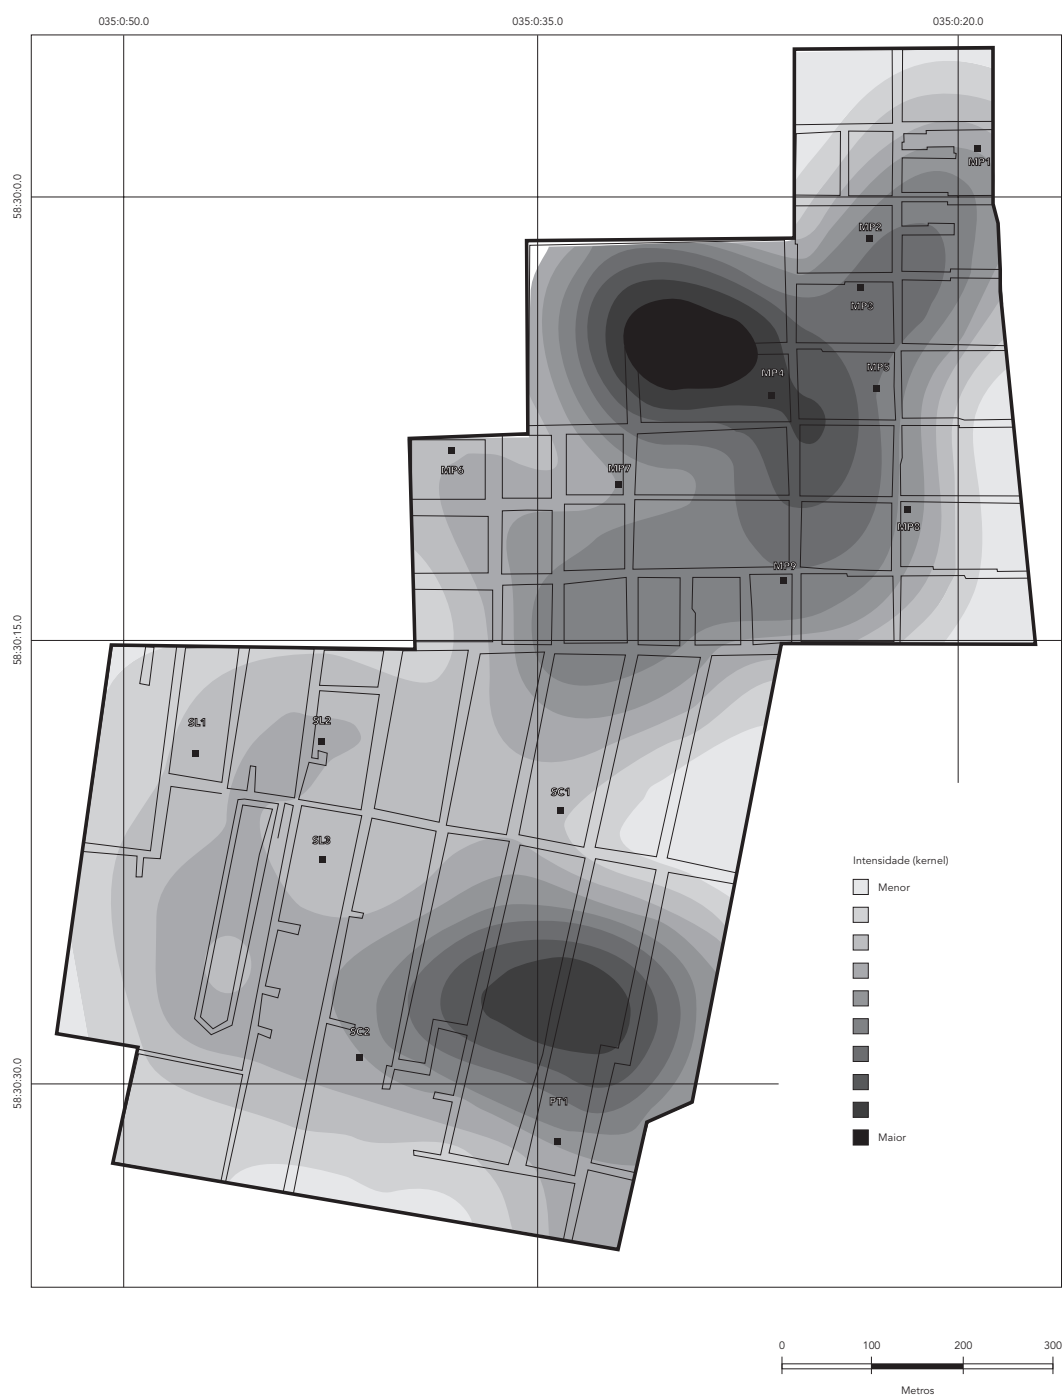 035:0:50.0 035:0:35.0 035:0:20.0
58:30:0.0
MP1
MP2
MP3
MP5
MP4
MP6
MP7
MP8
MP9
58:30:15.0
SL1
SL2
SC1
SL3
Intensidade (kernel)
Menor
SC2
58:30:30.0
PT1
Maior
0 100 200 300
Metros